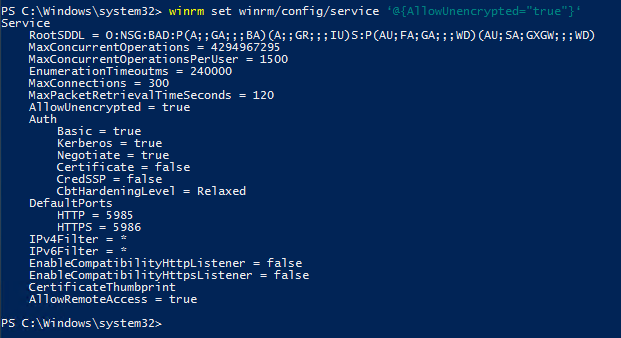 PS C:\Windows\system32> winrm set winrm/config/service '@{AllowUnencrypted="true"}'
Service
    RootSDDL = O:NSG:BAD:P(A;;GA;;;BA)(A;;GR;;;IU)S:P(AU;FA;GA;;;WD)(AU;SA;GXGW;;;WD)
    MaxConcurrentOperations = 4294967295
    MaxConcurrentOperationsPerUser = 1500
    EnumerationTimeoutms = 240000
    MaxConnections = 300
    MaxPacketRetrievalTimeSeconds = 120
    AllowUnencrypted = true
    Auth
        Basic = true
        Kerberos = true
        Negotiate = true
        Certificate = false
        CredSSP = false
        CbtHardeningLevel = Relaxed
    DefaultPorts
        HTTP = 5985
        HTTPS = 5986
    IPv4Filter = *
    IPv6Filter = *
    EnableCompatibilityHttpListener = false
    EnableCompatibilityHttpsListener = false
    CertificateThumbprint
    AllowRemoteAccess = true
PS C:\Windows\system32>